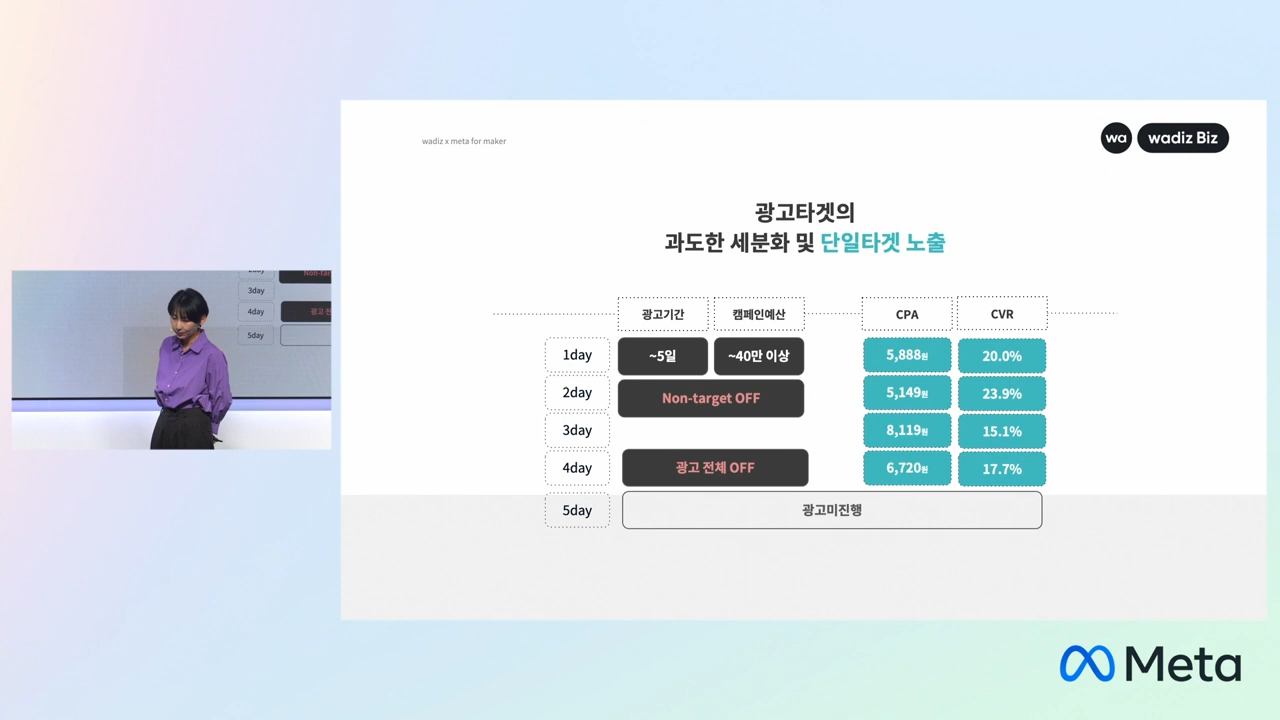 wadiz x meta for maker
wa wadiz Biz
광고타겟의
과도한 세분화 및 단일타겟 노출
광고기간 캠페인예산 CPA CVR
1day ~5일 ~40만 이상 5,888원 20.0%
2day Non-target OFF 5,149원 23.9%
3day 8,119원 15.1%
4day 광고 전체 OFF 6,720원 17.7%
5day 광고미진행
3day
4day
5day
Meta